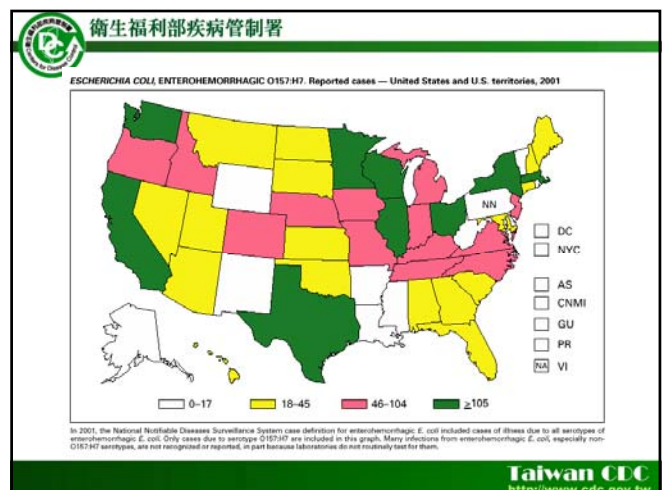 衛生福利部疾病管制署
ESCHERICHIA COLI, ENTEROHEMORRHAGIC O157:H7. Reported cases — United States and U.S. territories, 2001
NN
DC
NYC
AS
CNMI
GU
PR
NA VI
0–17 18–45 46–104 ≥105
In 2001, the National Notifiable Diseases Surveillance System case definition for enterohemorrhagic E. coli included cases of illness due to all serotypes of
enterohemorrhagic E. coli. Only cases due to serotype O157:H7 are included in this graph. Many infections from enterohemorrhagic E. coli, especially non-
O157:H7 serotypes, are not recognized or reported, in part because laboratories do not routinely test for them.
Taiwan CDC
http://www.cdc.gov.tw